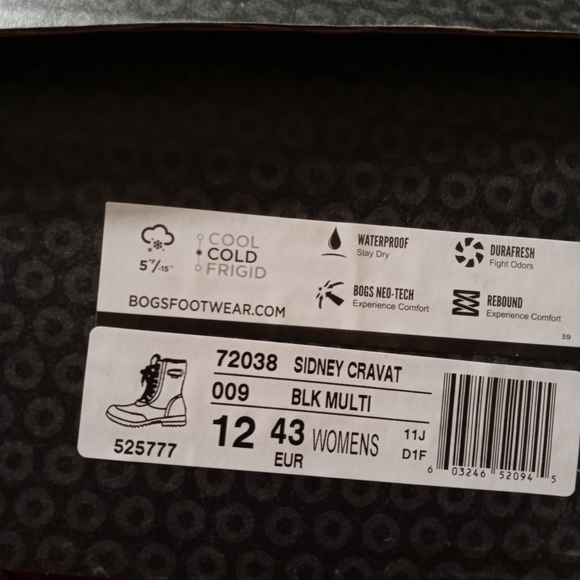 COOL
COLD
FRIGID
5°F/-15°C
BOGSFOOTWEAR.COM
WATERPROOF
Stay Dry
DURAFRESH
Fight Odors
BOGS NEO-TECH
Experience Comfort
REBOUND
Experience Comfort
39
72038 SIDNEY CRAVAT
009 BLK MULTI
12 43 WOMENS
EUR
11J
D1F
525777
6 03246 52094 5